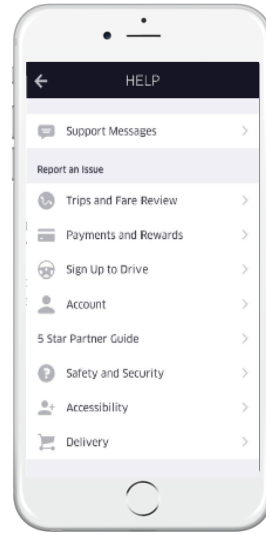 HELP
Support Messages
Report an Issue
Trips and Fare Review
Payments and Rewards
Sign Up to Drive
Account
5 Star Partner Guide
Safety and Security
Accessibility
Delivery